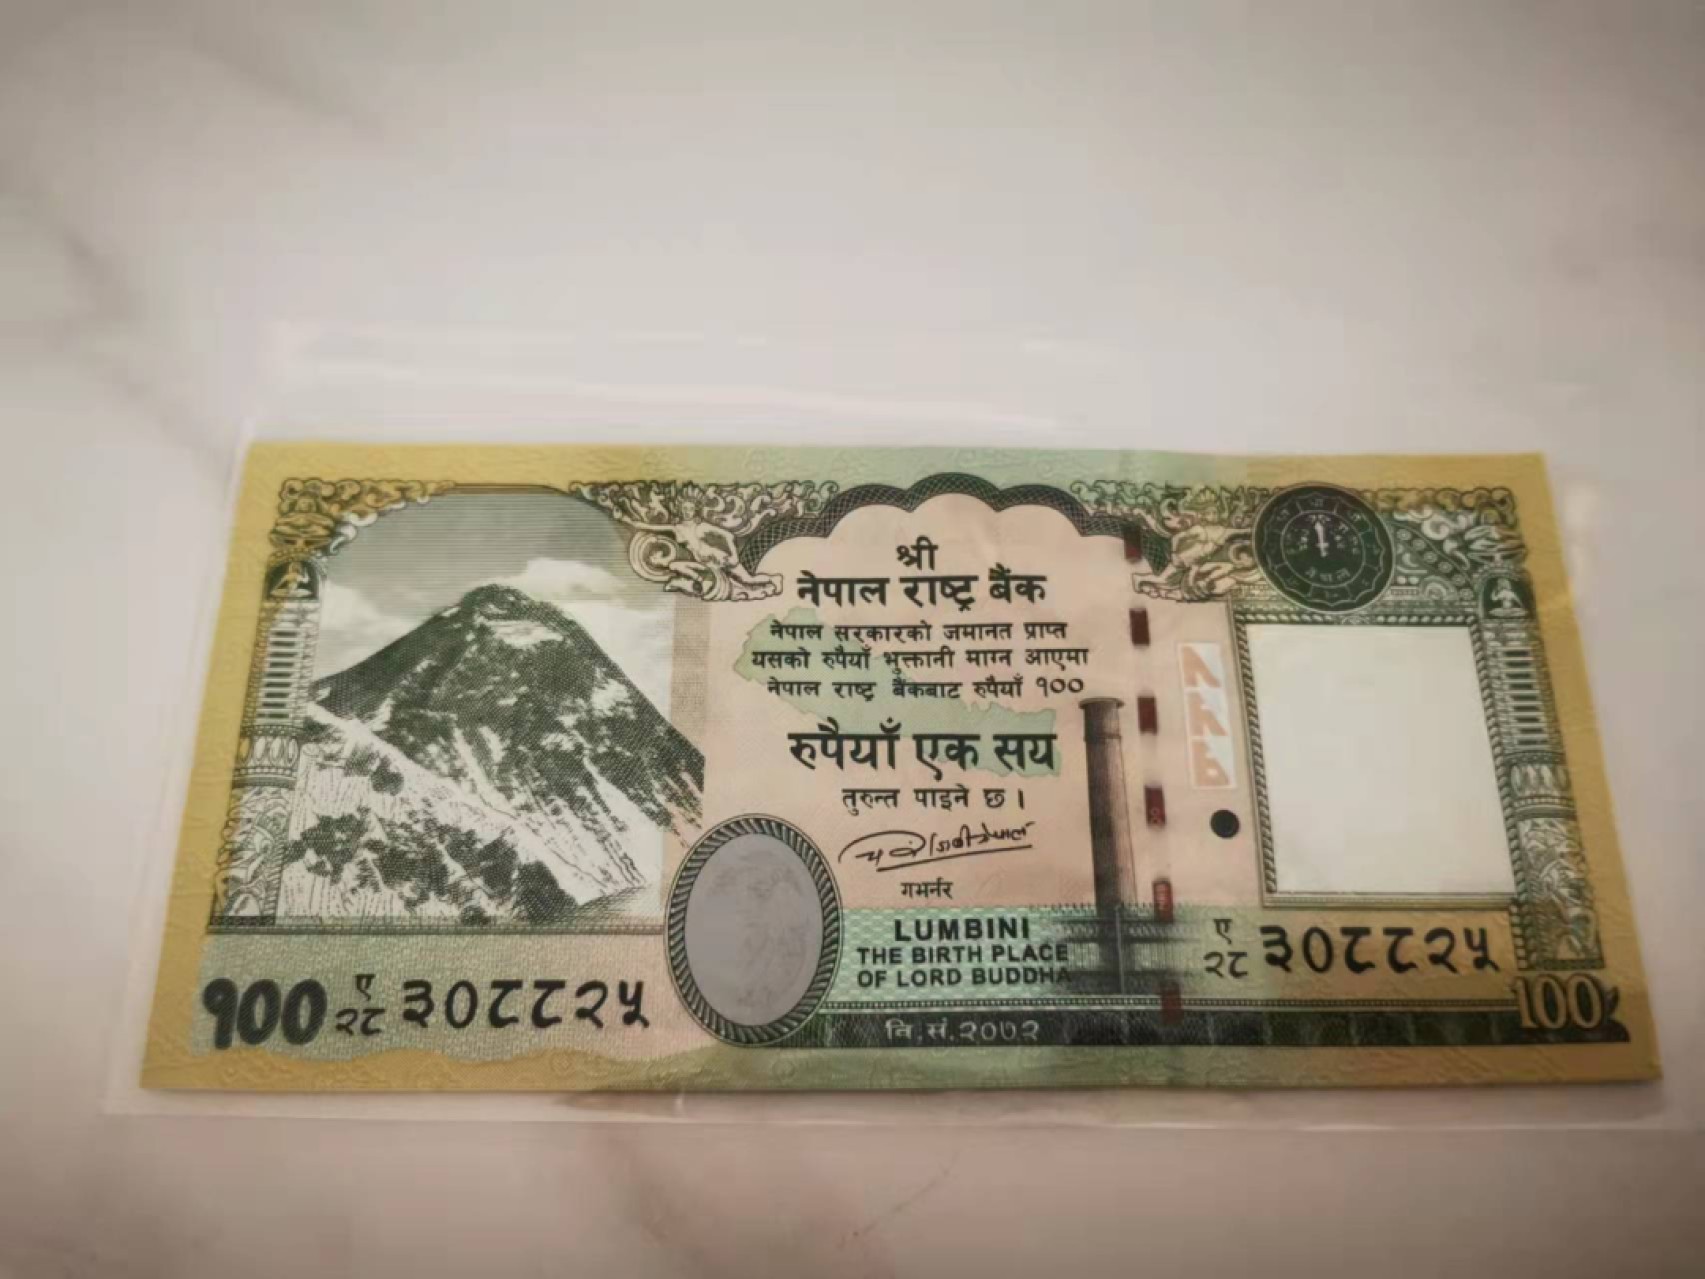 श्री
नेपाल राष्ट्र बैंक
नेपाल सरकारको जमानत प्राप्त
यसको रुपैयाँ भुक्तानी माग्न आएमा
नेपाल राष्ट्र बैंकबाट रुपैयाँ १००
रुपैयाँ एक सय
तुरुन्त पाइने छ।
गभर्नर
LUMBINI
THE BIRTH PLACE
OF LORD BUDDHA
ए
२८ ३०८८२५
१०० ए
२८ ३०८८२५
वि.सं.२०७२
100